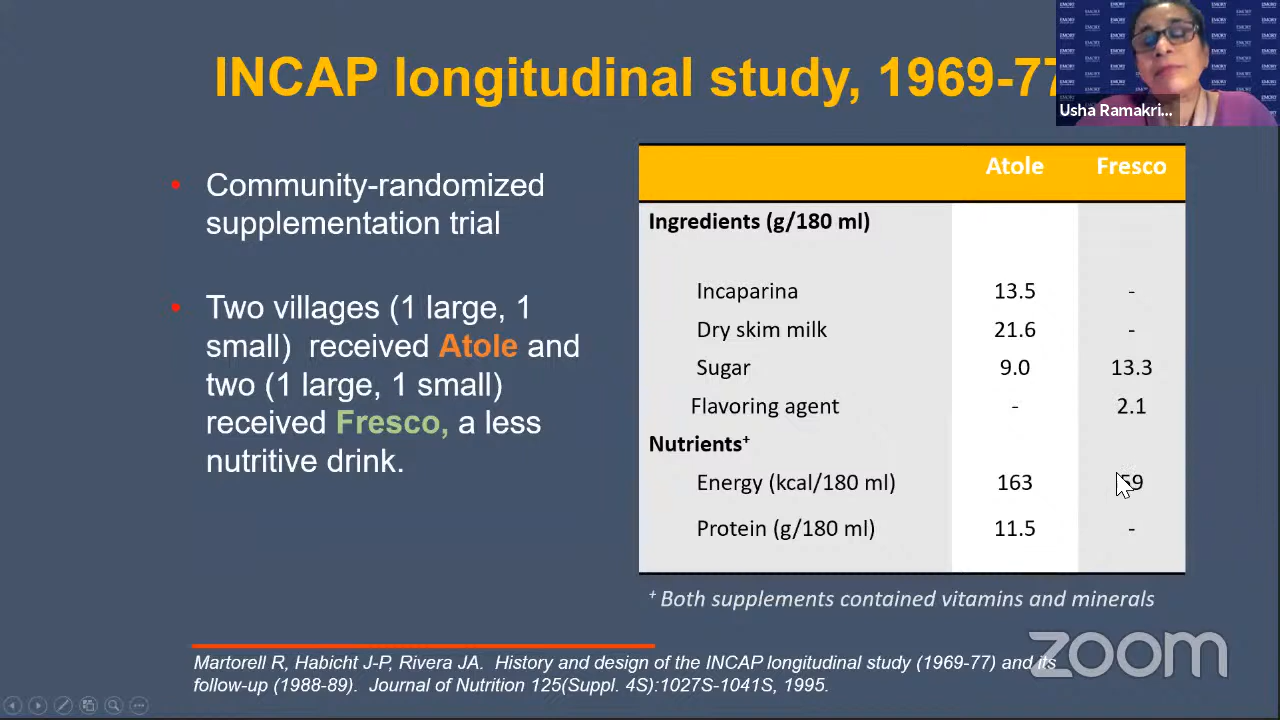 INCAP longitudinal study, 1969-77
Usha Ramakri...
• Community-randomized
supplementation trial
• Two villages (1 large, 1
small) received Atole and
two (1 large, 1 small)
received Fresco, a less
nutritive drink.
Atole Fresco
Ingredients (g/180 ml)
Incaparina 13.5 -
Dry skim milk 21.6 -
Sugar 9.0 13.3
Flavoring agent - 2.1
Nutrients+
Energy (kcal/180 ml) 163 59
Protein (g/180 ml) 11.5 -
+ Both supplements contained vitamins and minerals
Martorell R, Habicht J-P, Rivera JA. History and design of the INCAP longitudinal study (1969-77) and its
follow-up (1988-89). Journal of Nutrition 125(Suppl. 4S):1027S-1041S, 1995.
zoom